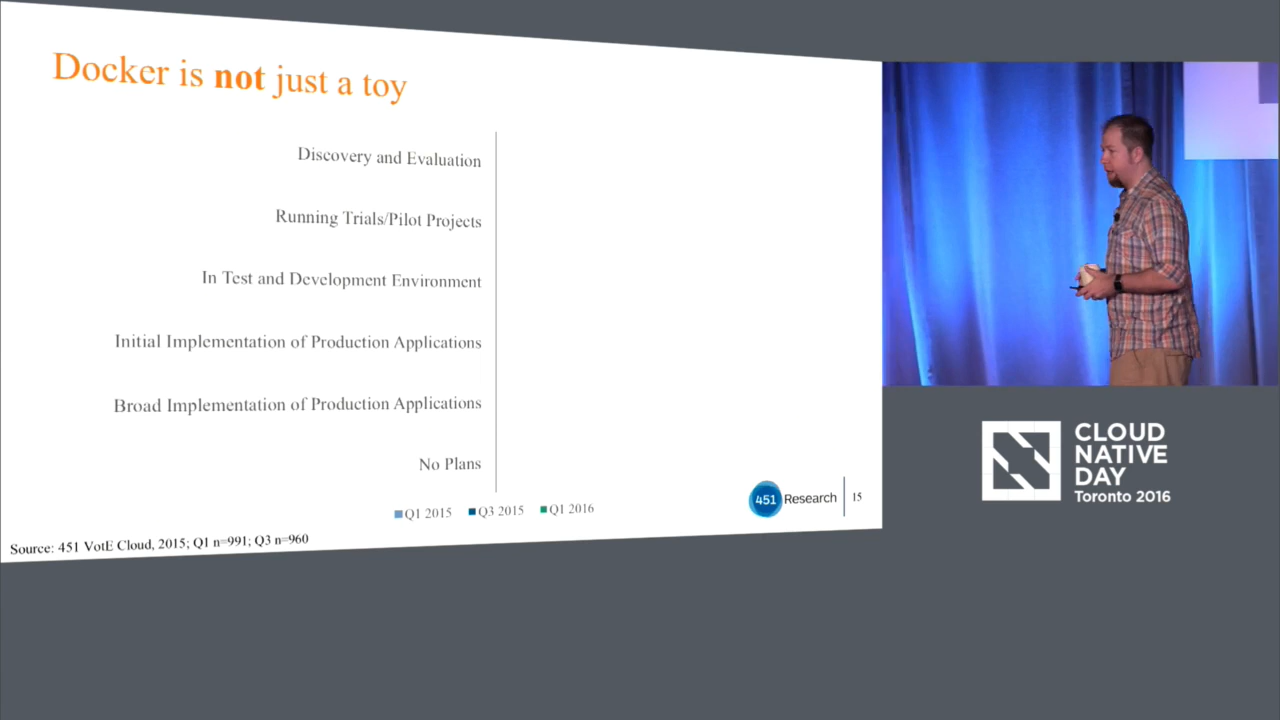 Docker is not just a toy
Discovery and Evaluation
Running Trials/Pilot Projects
In Test and Development Environment
Initial Implementation of Production Applications
Broad Implementation of Production Applications
No Plans
Q1 2015 Q3 2015 Q1 2016
451 Research 15
Source: 451 VotE Cloud, 2015; Q1 n=991; Q3 n=960
CLOUD
NATIVE
DAY
Toronto 2016